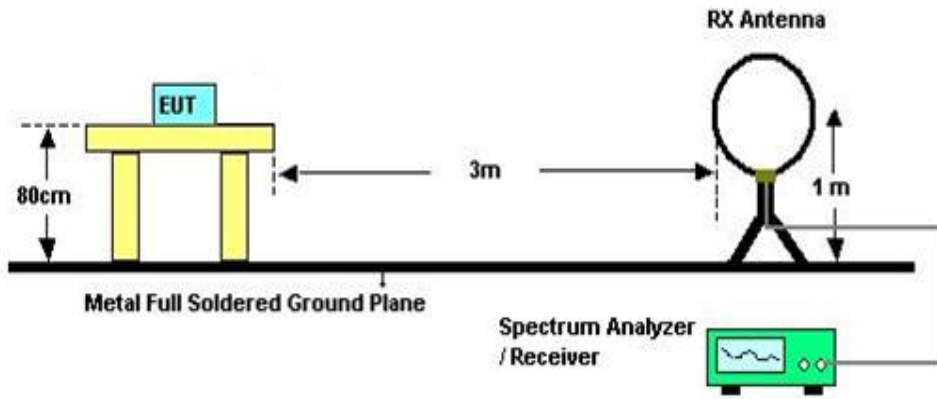 RX Antenna
EUT
80cm
3m
1 m
Metal Full Soldered Ground Plane
Spectrum Analyzer
/ Receiver